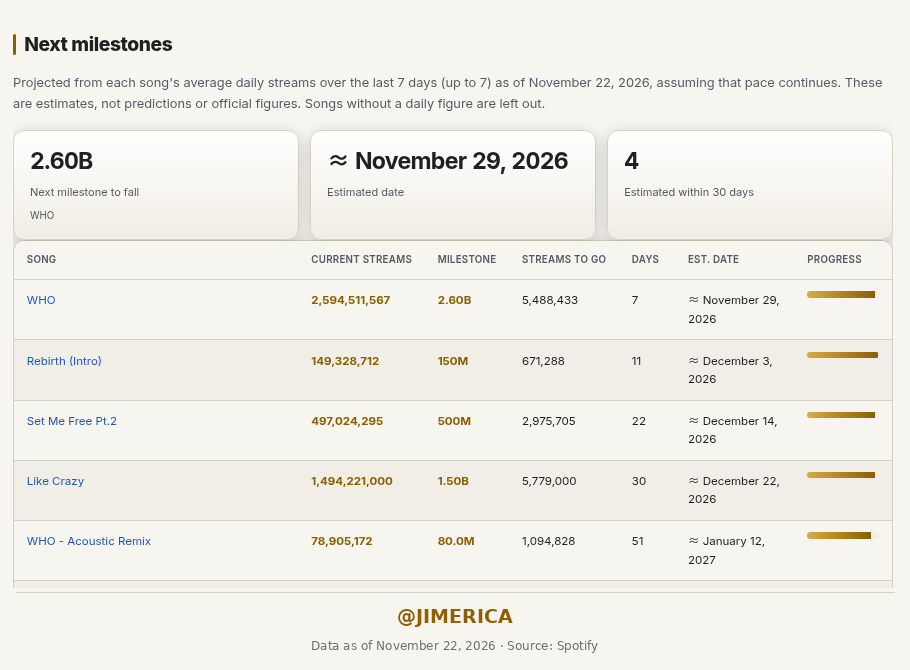 Next milestones
Projected from each song's average daily streams over the last 7 days (up to 7) as of November 22, 2026, assuming that pace continues. These
are estimates, not predictions or official figures. Songs without a daily figure are left out.
2.60B
Next milestone to fall
WHO
≈ November 29, 2026
Estimated date
4
Estimated within 30 days
SONG CURRENT STREAMS MILESTONE STREAMS TO GO DAYS EST. DATE PROGRESS
WHO 2,594,511,567 2.60B 5,488,433 7 ≈ November 29,
2026
Rebirth (Intro) 149,328,712 150M 671,288 11 ≈ December 3,
2026
Set Me Free Pt.2 497,024,295 500M 2,975,705 22 ≈ December 14,
2026
Like Crazy 1,494,221,000 1.50B 5,779,000 30 ≈ December 22,
2026
WHO - Acoustic Remix 78,905,172 80.0M 1,094,828 51 ≈ January 12,
2027
@JIMERICA
Data as of November 22, 2026 · Source: Spotify